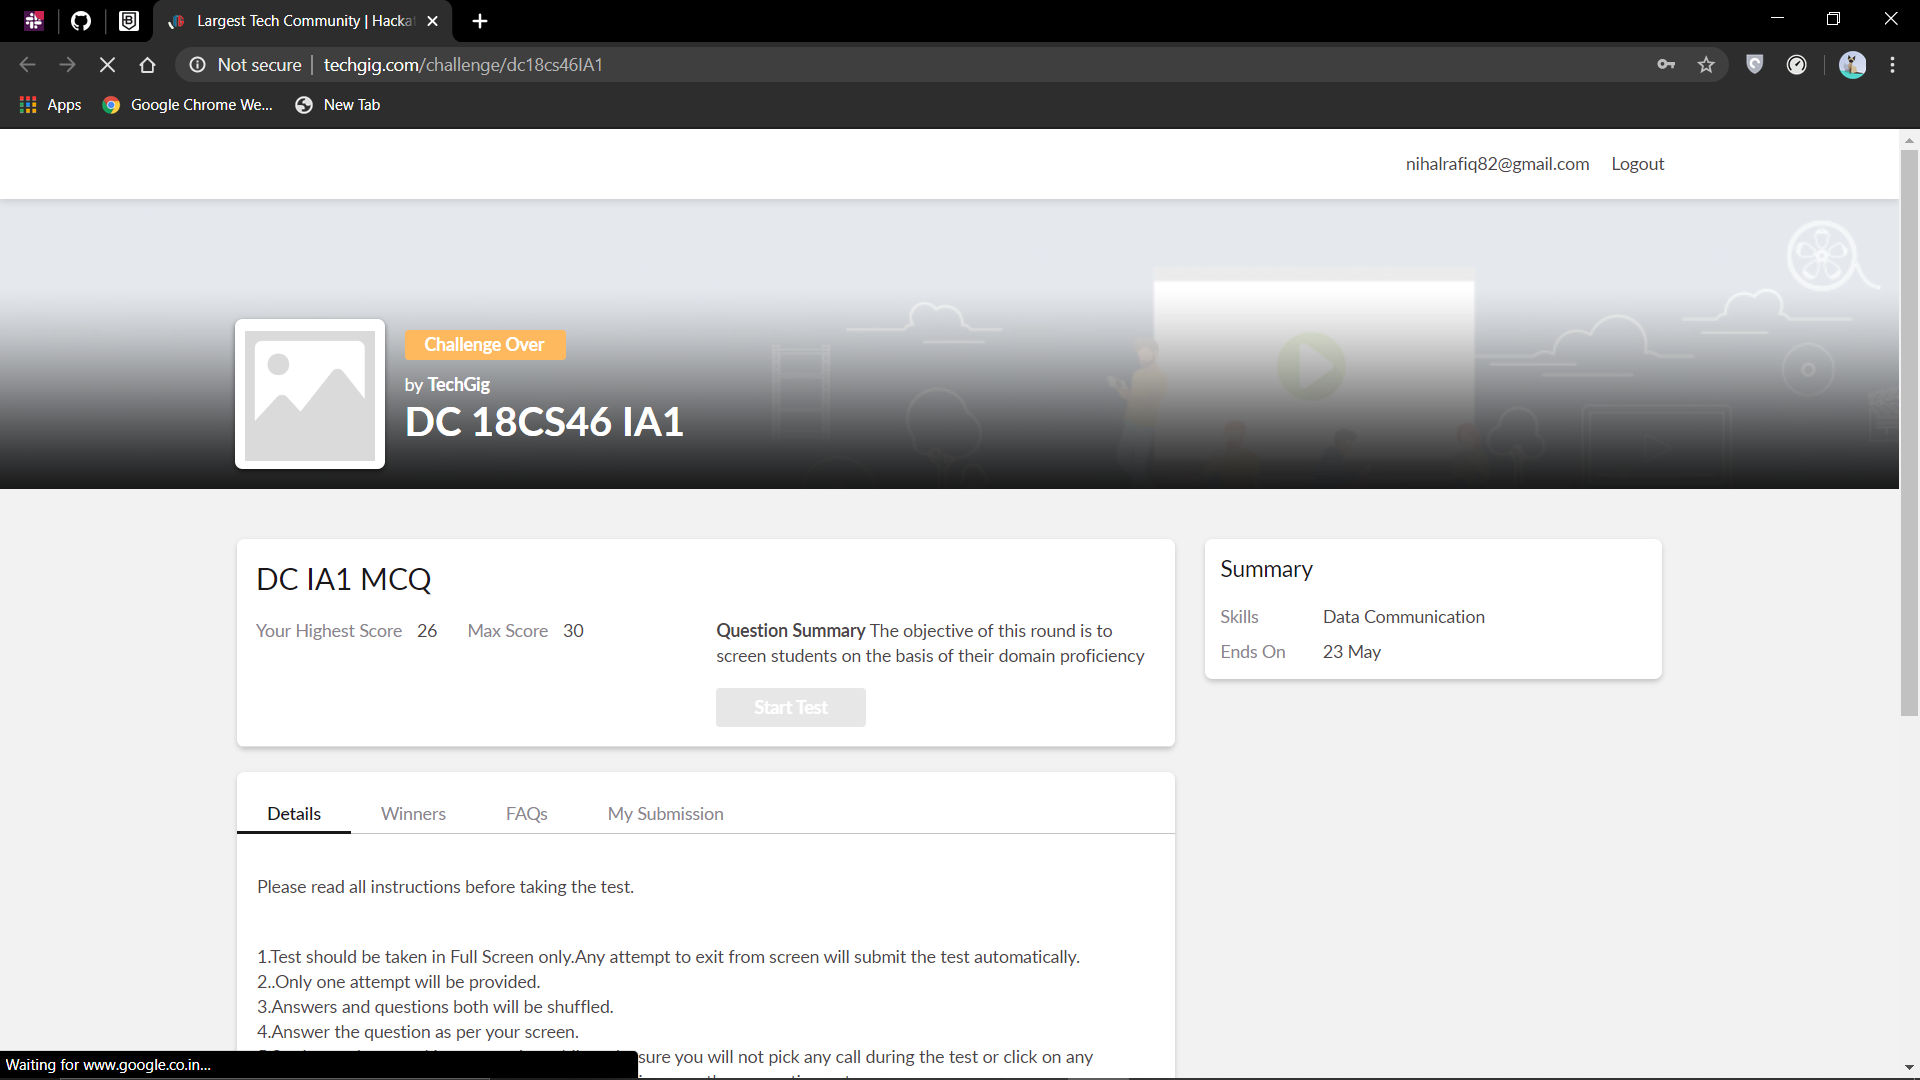 Largest Tech Community | Hacka
Not secure
techgig.com/challenge/dc18cs46IA1
Apps
Google Chrome We...
New Tab
nihalrafiq82@gmail.com
Logout
Challenge Over
by TechGig
DC 18CS46 IA1
DC IA1 MCQ
Your Highest Score 26 Max Score 30
Question Summary The objective of this round is to
screen students on the basis of their domain proficiency
Start Test
Summary
Skills Data Communication
Ends On 23 May
Details Winners FAQs My Submission
Please read all instructions before taking the test.
1.Test should be taken in Full Screen only.Any attempt to exit from screen will submit the test automatically.
2..Only one attempt will be provided.
3.Answers and questions both will be shuffled.
4.Answer the question as per your screen.
sure you will not pick any call during the test or click on any
Waiting for www.google.co.in...